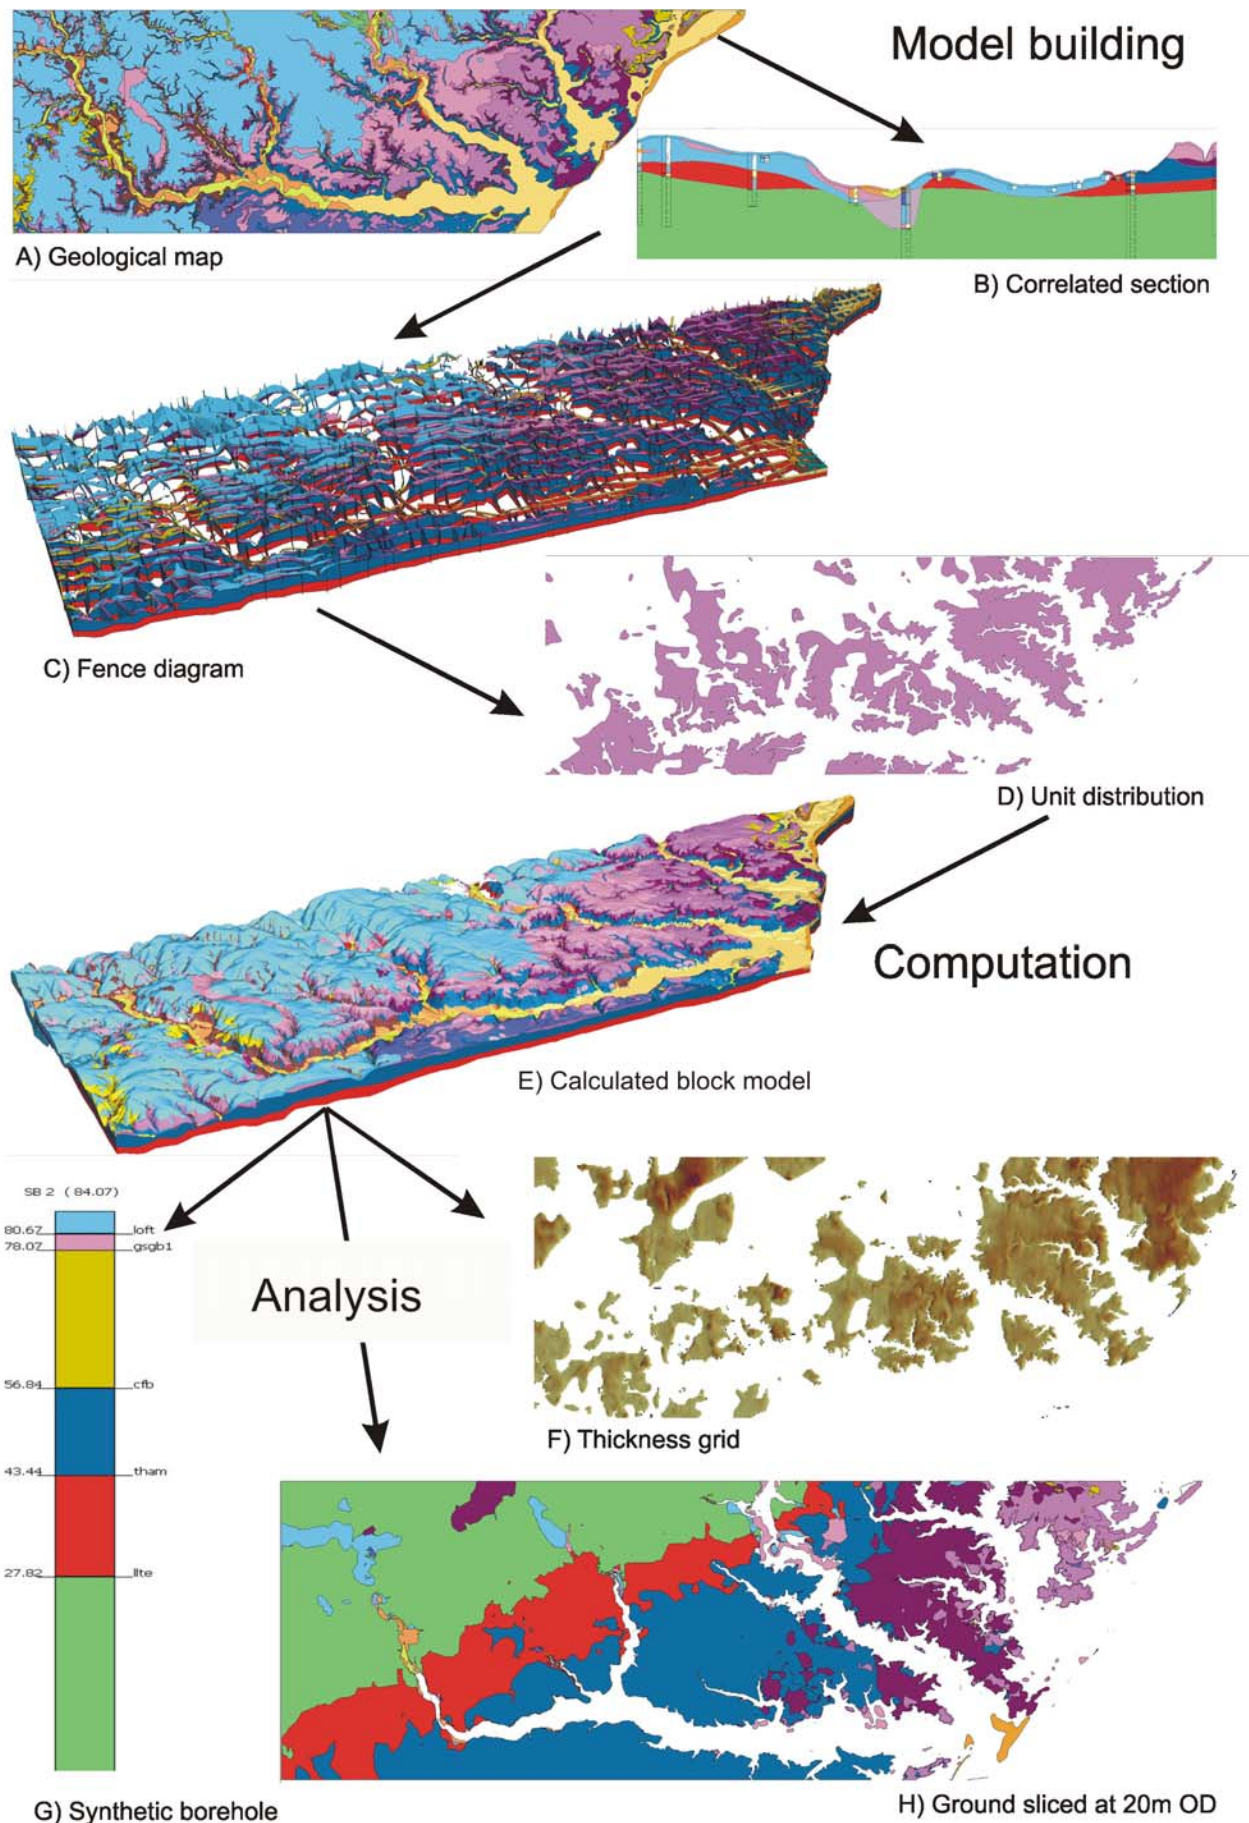 Model building
A) Geological map
B) Correlated section
C) Fence diagram
D) Unit distribution
Computation
E) Calculated block model
SB 2 ( 84.07)
80.67 loft
78.07 gsgb1
Analysis
56.84 cfb
F) Thickness grid
43.44 tham
27.82 llte
G) Synthetic borehole
H) Ground sliced at 20m OD